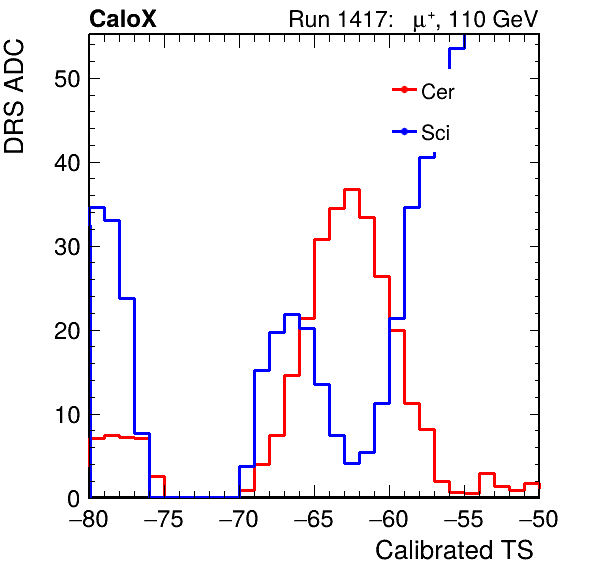 CaloX Run 1417: μ⁺, 110 GeV
DRS ADC
Cer
Sci
50
40
30
20
10
0
−80 −75 −70 −65 −60 −55 −50
Calibrated TS